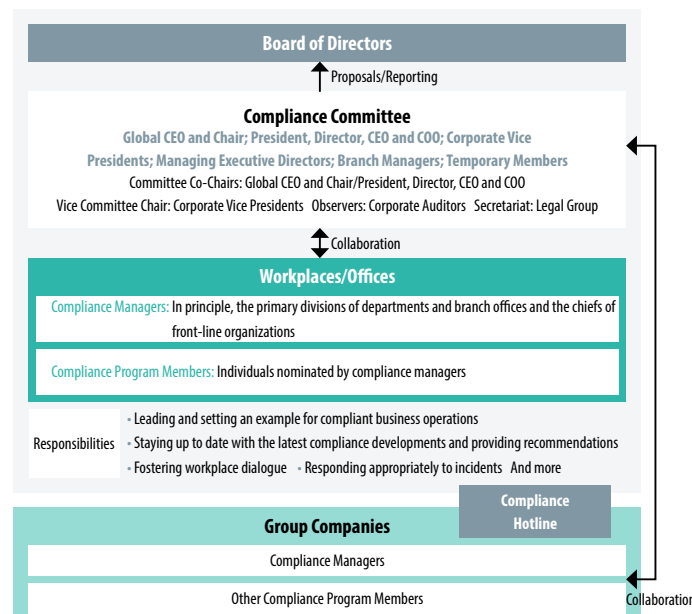 Board of Directors
Proposals/Reporting
Compliance Committee
Global CEO and Chair; President, Director, CEO and COO; Corporate Vice
Presidents; Managing Executive Directors; Branch Managers; Temporary Members
Committee Co-Chairs: Global CEO and Chair/President, Director, CEO and COO
Vice Committee Chair: Corporate Vice Presidents Observers: Corporate Auditors Secretariat: Legal Group
Collaboration
Workplaces/Offices
Compliance Managers: In principle, the primary divisions of departments and branch offices and the chiefs of
front-line organizations
Compliance Program Members: Individuals nominated by compliance managers
Responsibilities
• Leading and setting an example for compliant business operations
• Staying up to date with the latest compliance developments and providing recommendations
• Fostering workplace dialogue • Responding appropriately to incidents And more
Compliance
Hotline
Group Companies
Compliance Managers
Other Compliance Program Members
Collaboration